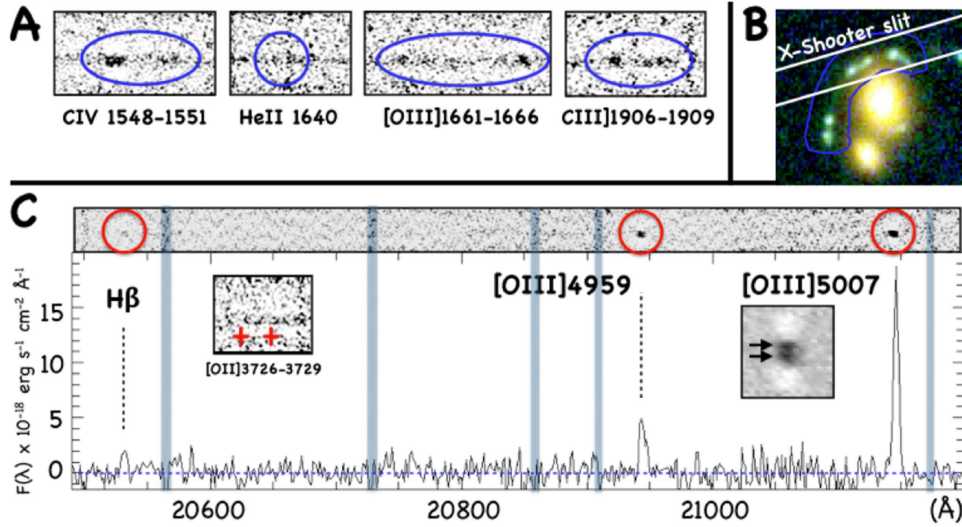 A
CIV 1548-1551
HeII 1640
[OIII]1661-1666
CIII]1906-1909
B
X-Shooter slit
C
Hβ
[OIII]4959
[OIII]5007
[OII]3726-3729
15
10
5
0
F(λ) x 10⁻¹⁸ erg s⁻¹ cm⁻² Å⁻¹
20600
20800
21000
(Å)